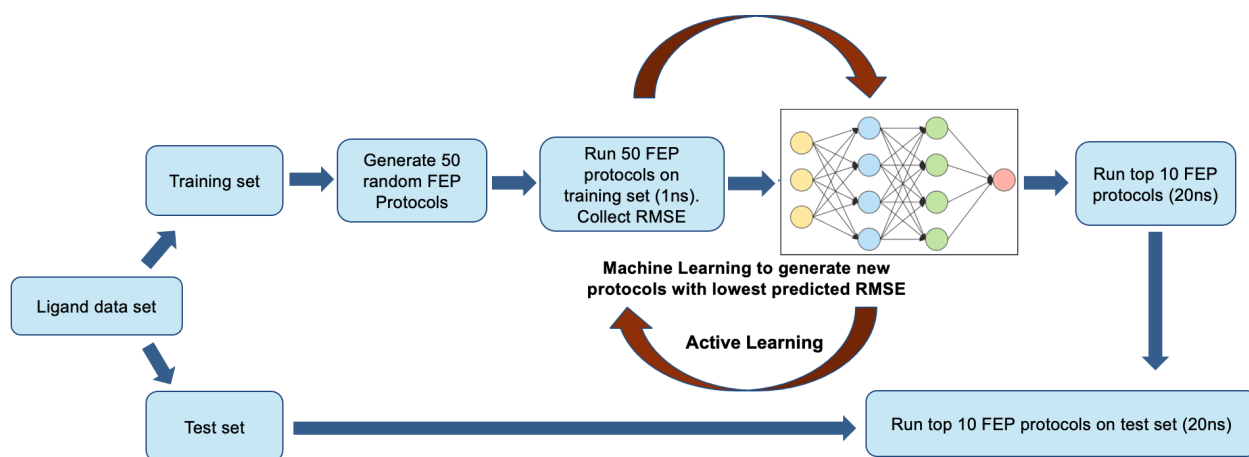 Training set
Generate 50
random FEP
Protocols
Run 50 FEP
protocols on
training set (1ns).
Collect RMSE
Run top 10 FEP
protocols (20ns)
Machine Learning to generate new
protocols with lowest predicted RMSE
Ligand data set
Active Learning
Test set
Run top 10 FEP protocols on test set (20ns)